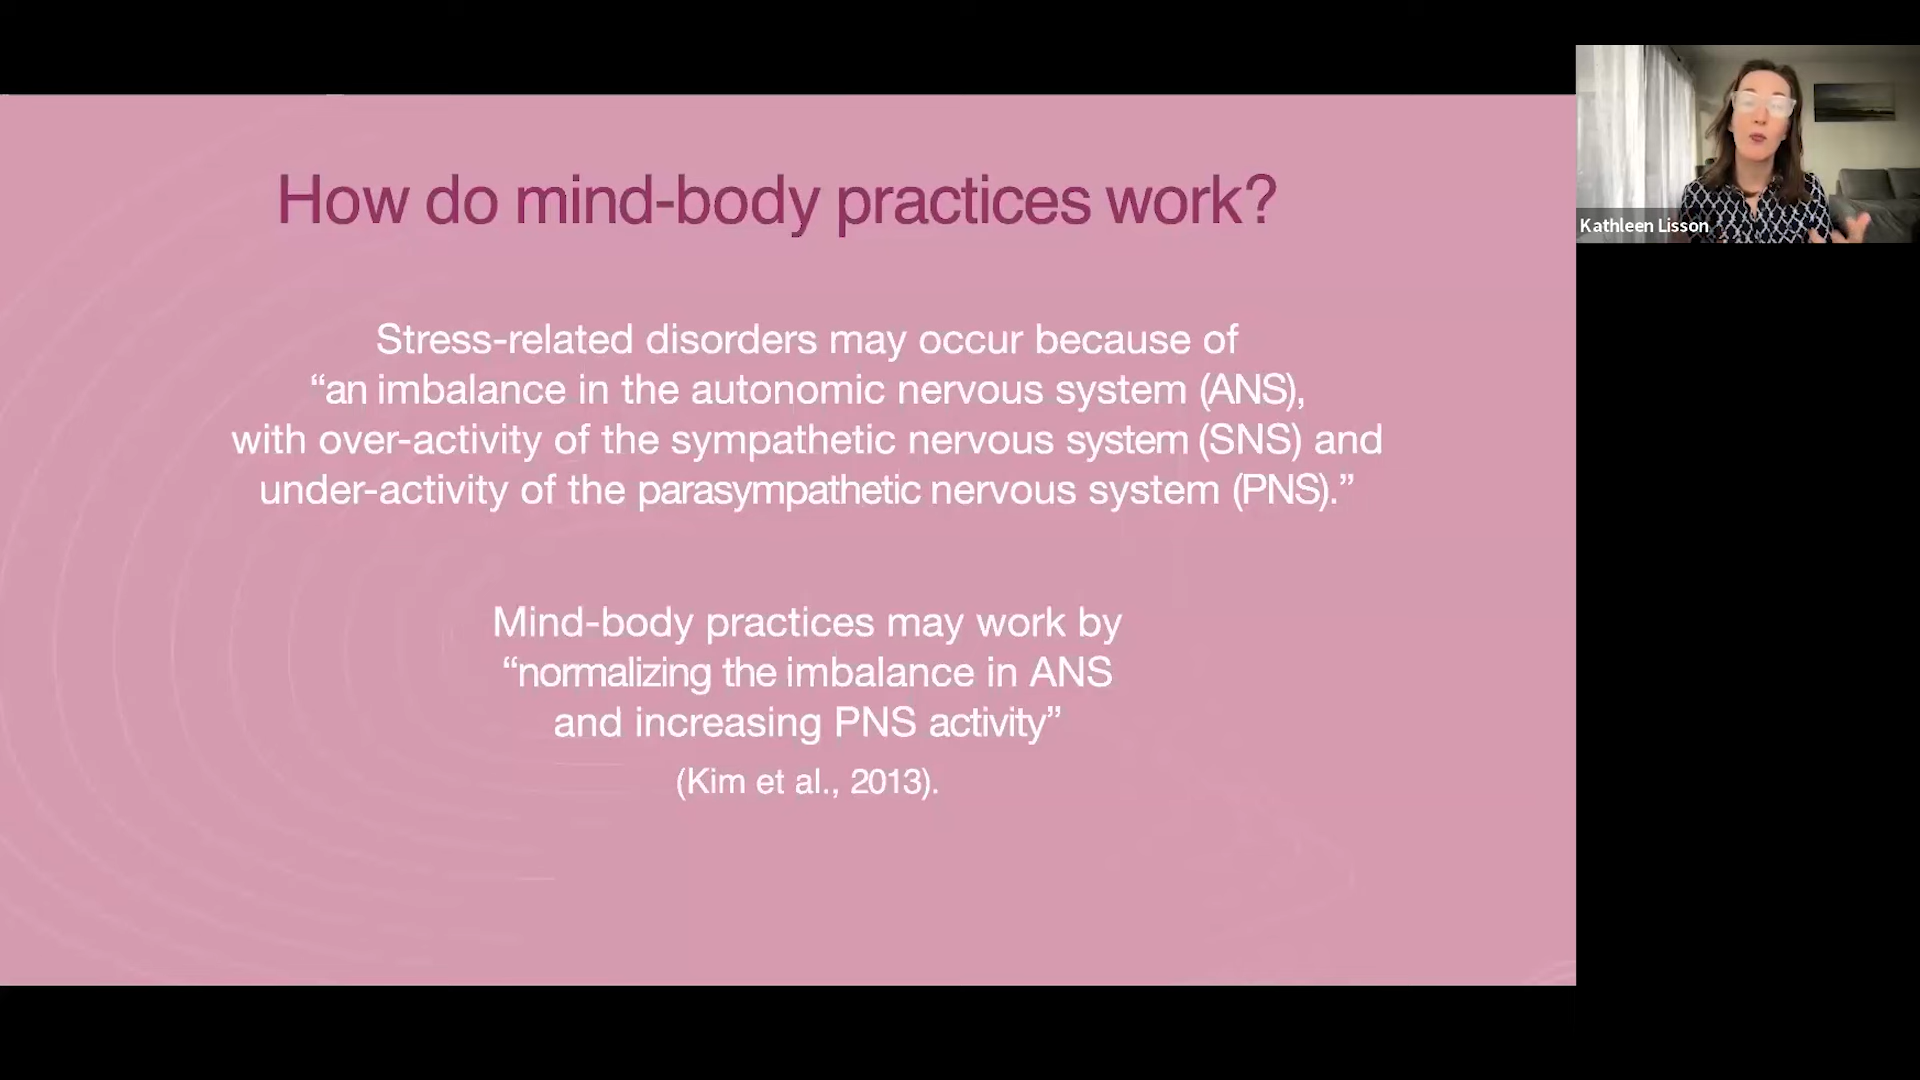 How do mind-body practices work?
Stress-related disorders may occur because of
“an imbalance in the autonomic nervous system (ANS),
with over-activity of the sympathetic nervous system (SNS) and
under-activity of the parasympathetic nervous system (PNS).”
Mind-body practices may work by
“normalizing the imbalance in ANS
and increasing PNS activity”
(Kim et al., 2013).
Kathleen Lisson